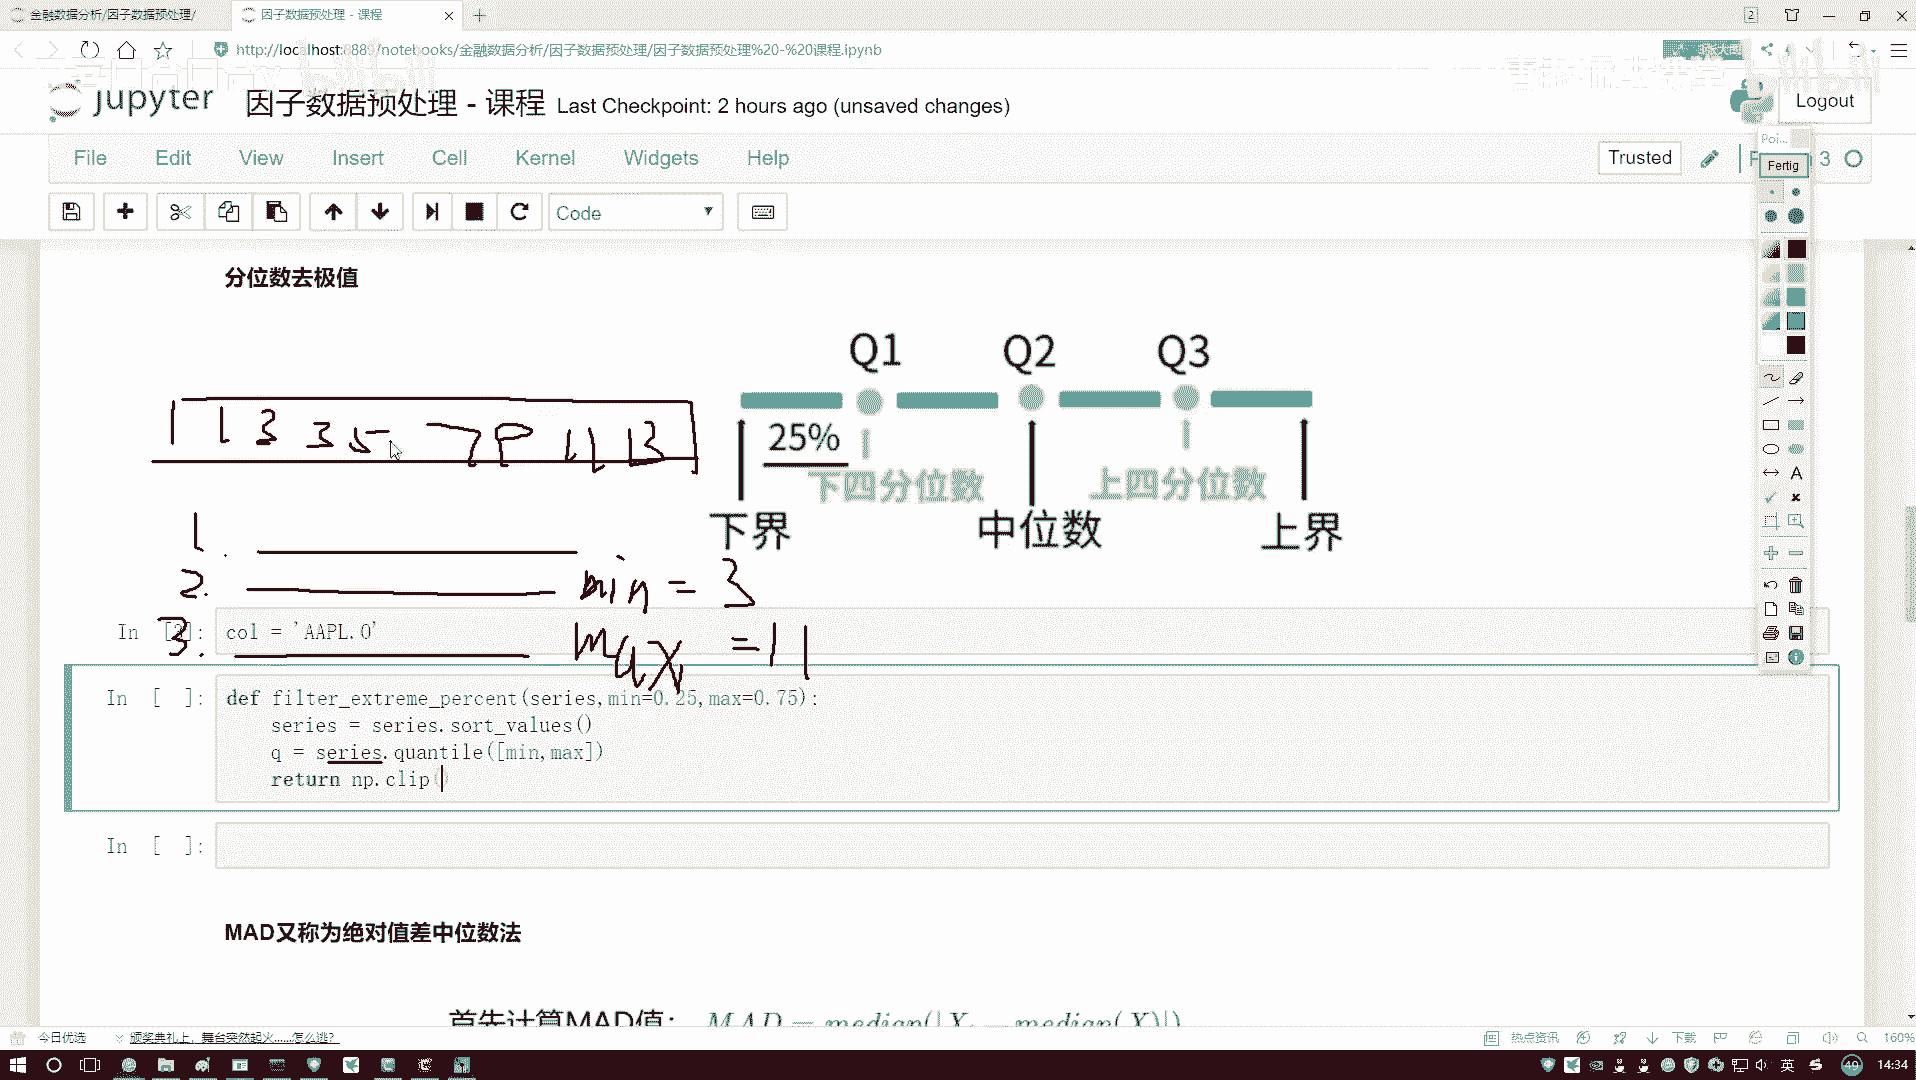 金融数据分析/因子数据预处理/
因子数据预处理 - 课程
2
http://localhost:8889/notebooks/金融数据分析/因子数据预处理/因子数据预处理%20-%20课程.ipynb
jupyter 因子数据预处理 - 课程 Last Checkpoint: 2 hours ago (unsaved changes)
Logout
File Edit View Insert Cell Kernel Widgets Help
Trusted
3
Code
Poi...
Fertig
分位数去极值
Q1 Q2 Q3
1 1 3 3 5 7 9 11 13
25%
下四分位数 上四分位数
下界 中位数 上界
1.
2. min = 3
3. max = 11
col = 'AAPL.O'
In [ ]: def filter_extreme_percent(series,min=0.25,max=0.75):
series = series.sort_values()
q = series.quantile([min,max])
return np.clip()
In [ ]:
MAD又称为绝对值差中位数法
首先计算MAD值: MAD = median(|X_i − median(X)|)
今日优选 颁奖典礼上,舞台突然起火......怎么逃?
热点资讯 下载 160%
英 49 14:34